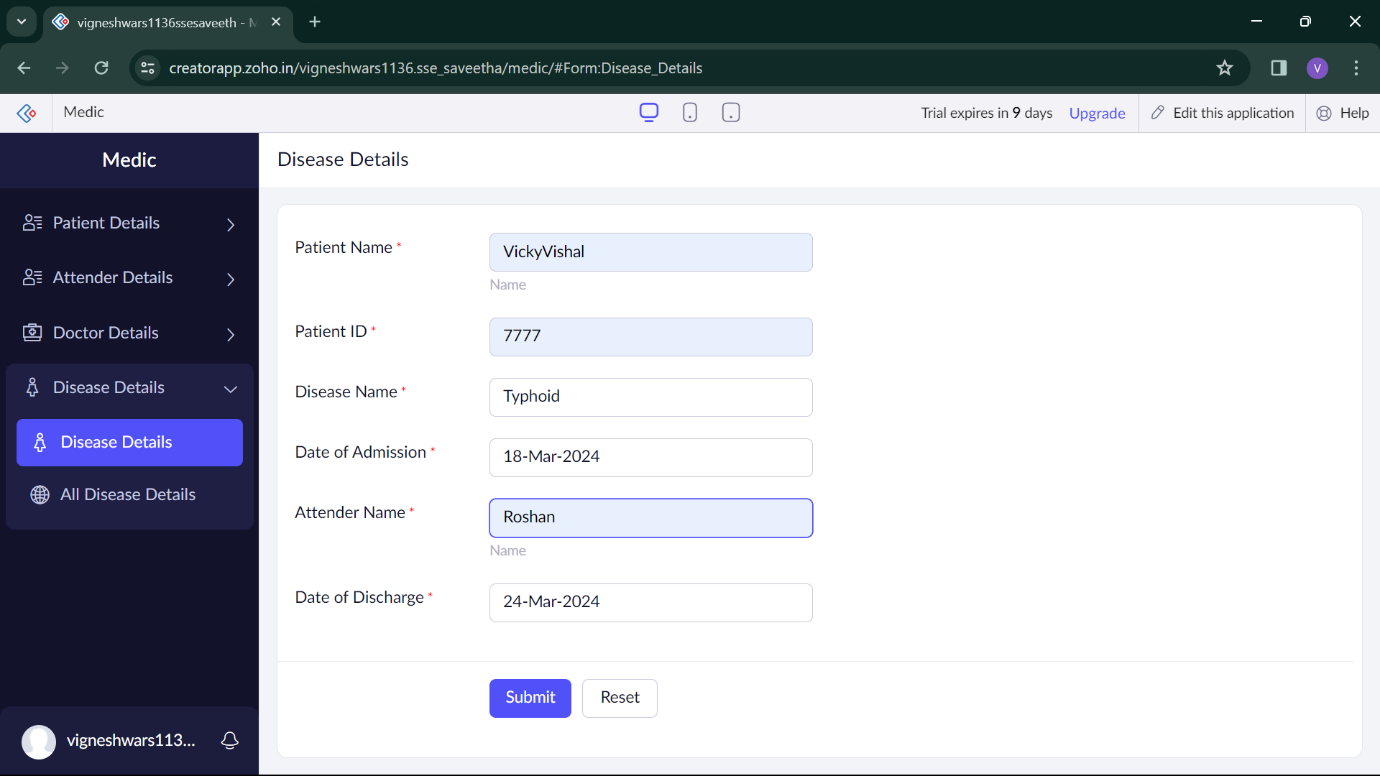 vigneshwars1136ssesaveeth - M
creatorapp.zoho.in/vigneshwars1136.sse_saveetha/medic/#Form:Disease_Details
V
Medic
Trial expires in 9 days Upgrade Edit this application Help
Medic
Patient Details
Attender Details
Doctor Details
Disease Details
Disease Details
All Disease Details
vigneshwars113...
Disease Details
Patient Name * VickyVishal
Name
Patient ID * 7777
Disease Name * Typhoid
Date of Admission * 18-Mar-2024
Attender Name * Roshan
Name
Date of Discharge * 24-Mar-2024
Submit Reset